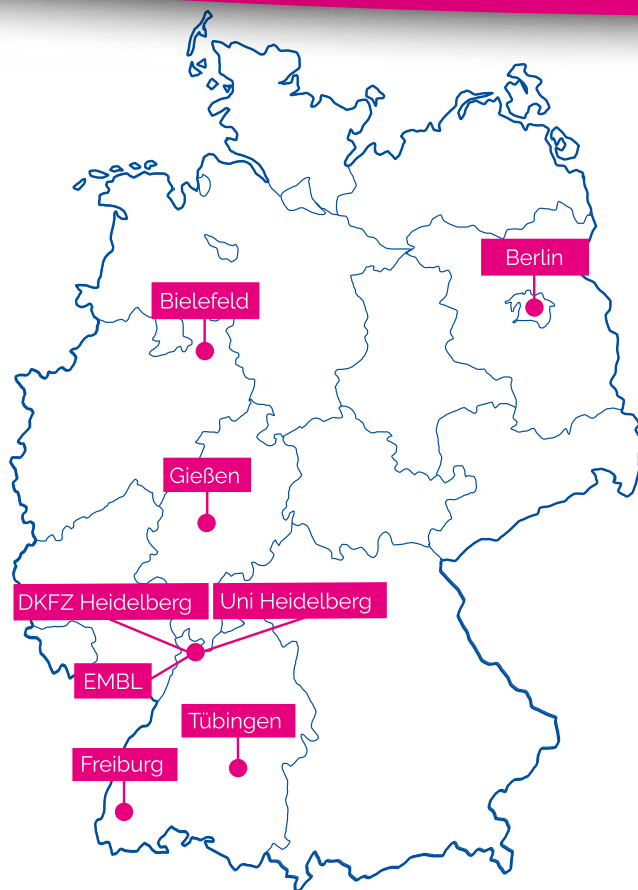 Berlin
Bielefeld
Gießen
DKFZ Heidelberg
Uni Heidelberg
EMBL
Tübingen
Freiburg